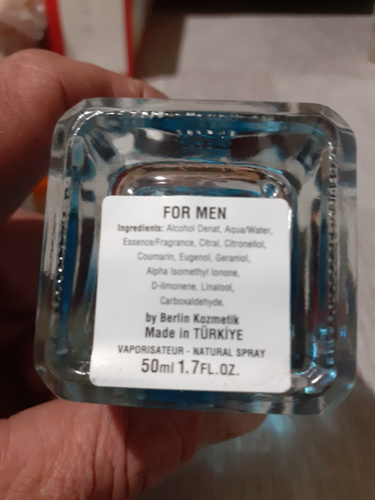 FOR MEN
Ingredients: Alcohol Denat, Aqua/Water,
Essence/Fragrance, Citral, Citronellol,
Coumarin, Eugenol, Geraniol,
Alpha Isomethyl Ionone,
D-limonene, Linalool,
Carboxaldehyde.
by Berlin Kozmetik
Made in TÜRKİYE
VAPORISATEUR - NATURAL SPRAY
50ml 1.7FL.OZ.